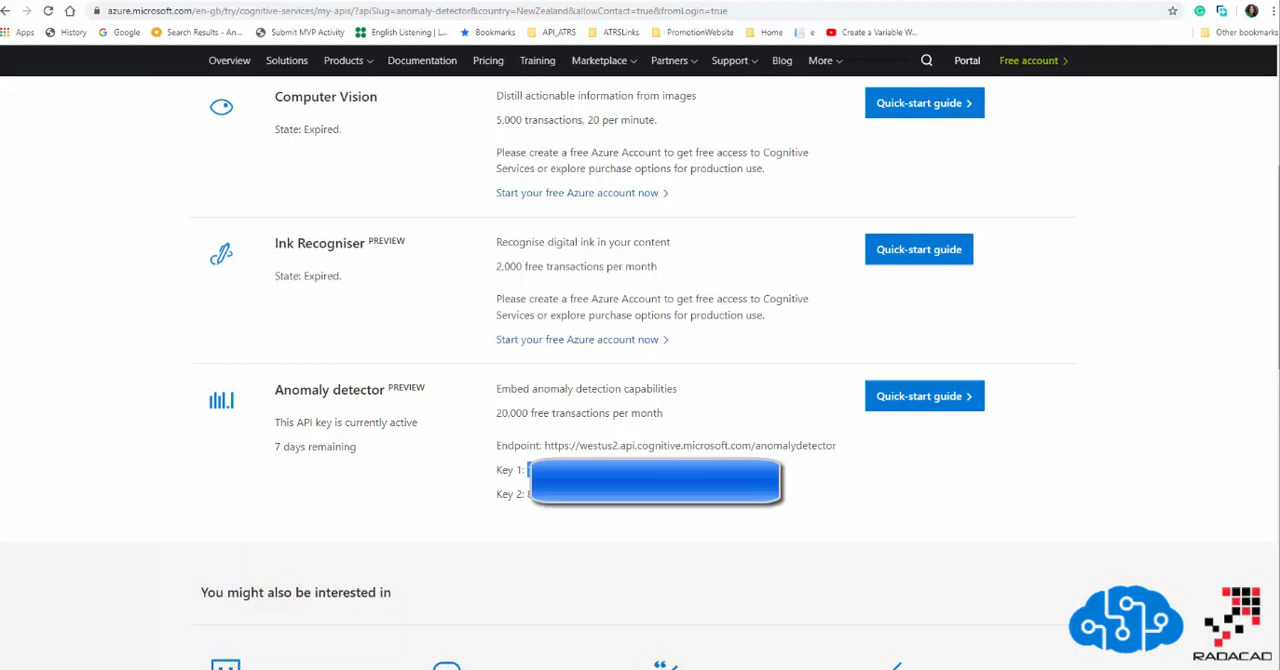 azure.microsoft.com/en-gb/try/cognitive-services/my-apis/?apiSlug=anomaly-detector&country=NewZealand&allowContact=true&fromLogin=true
Apps History Google Search Results - An... Submit MVP Activity English Listening | L... Bookmarks API_ATRS ATRSLinks PromotionWebsite Home e Create a Variable W... Other bookmarks
Overview Solutions Products Documentation Pricing Training Marketplace Partners Support Blog More Portal Free account
Computer Vision
State: Expired.
Distill actionable information from images
5,000 transactions, 20 per minute.
Please create a free Azure Account to get free access to Cognitive
Services or explore purchase options for production use.
Start your free Azure account now
Quick-start guide
Ink Recogniser PREVIEW
State: Expired.
Recognise digital ink in your content
2,000 free transactions per month
Please create a free Azure Account to get free access to Cognitive
Services or explore purchase options for production use.
Start your free Azure account now
Quick-start guide
Anomaly detector PREVIEW
This API key is currently active
7 days remaining
Embed anomaly detection capabilities
20,000 free transactions per month
Endpoint: https://westus2.api.cognitive.microsoft.com/anomalydetector
Key 1:
Key 2:
Quick-start guide
You might also be interested in
RADACAD